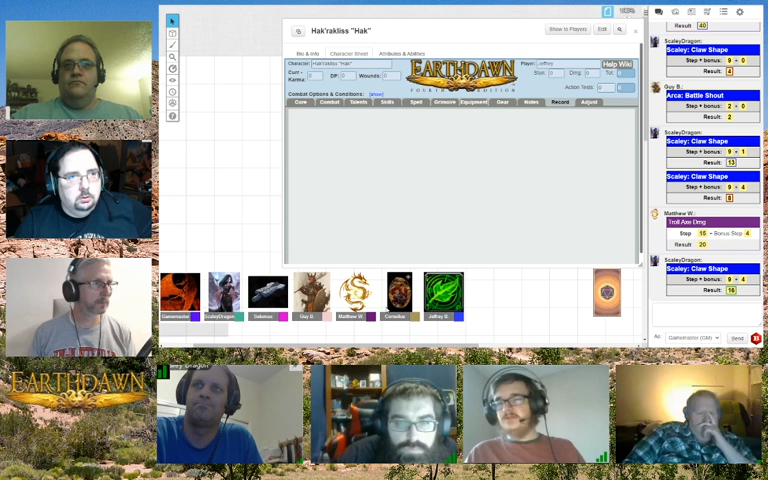 Hak'rakliss "Hak"
Show to Players
Edit
Bio & Info
Character Sheet
Attributes & Abilities
Character:
Hak'rakliss "Hak"
Player:
Jeffrey
Help Wiki
Curr - Karma:
0
DP:
0
Wounds:
0
EARTHDAWN
FOURTH EDITION
Dmg:
0
Action Tests:
0
Combat Options & Conditions:
[show]
Core
Combat
Talents
Skills
Spell
Grimoire
Equipment
Gear
Notes
Record
Adjust
Result
40
ScaleyDragon:
Scaley: Claw Shape
Step + bonus: 9 + 0
Result: 4
Guy B.:
Arca: Battle Shout
Step + bonus: 2 + 0
Result: 2
ScaleyDragon:
Scaley: Claw Shape
Step + bonus: 9 + 1
Result: 13
Scaley: Claw Shape
Step + bonus: 9 + 4
Result: 8
Matthew W.:
Troll Axe Dmg
Step 15 + Bonus Step 4
Result 20
ScaleyDragon:
Scaley: Claw Shape
Step + bonus: 9 + 4
Result: 16
As:
Gamemaster (GM)
Send
Gamemaster
ScaleyDragon
Guy B.
Matthew W.
Cornelius
Jeffrey B.
EARTHDAWN